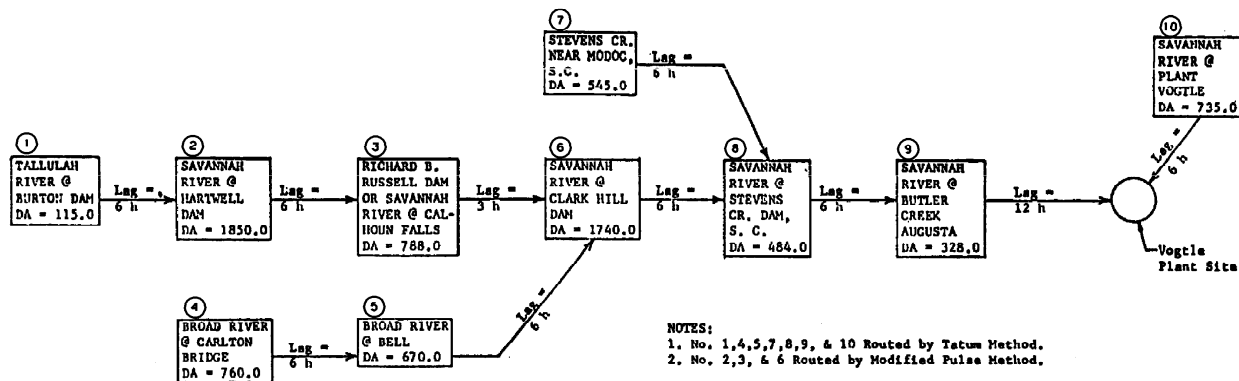 7
STEVENS CR.
NEAR MODOC,
S.C.
DA = 545.0
Lag =
6 h
10
SAVANNAH
RIVER @
PLANT
VOGTLE
DA = 735.0
Lag =
6 h
1
TALLULAH
RIVER @
BURTON DAM
DA = 115.0
Lag =
6 h
2
SAVANNAH
RIVER @
HARTWELL
DAM
DA = 1850.0
Lag =
6 h
3
RICHARD B.
RUSSELL DAM
OR SAVANNAH
RIVER @ CAL-
HOUN FALLS
DA = 788.0
Lag =
3 h
6
SAVANNAH
RIVER @
CLARK HILL
DAM
DA = 1740.0
Lag =
6 h
8
SAVANNAH
RIVER @
STEVENS
CR. DAM,
S. C.
DA = 484.0
Lag =
6 h
9
SAVANNAH
RIVER @
BUTLER
CREEK
AUGUSTA
DA = 328.0
Lag =
12 h
Vogtle
Plant Site
4
BROAD RIVER
@ CARLTON
BRIDGE
DA = 760.0
Lag =
6 h
5
BROAD RIVER
@ BELL
DA = 670.0
Lag =
6 h
NOTES:
1. No. 1,4,5,7,8,9, & 10 Routed by Tatum Method.
2. No. 2,3, & 6 Routed by Modified Pulse Method.